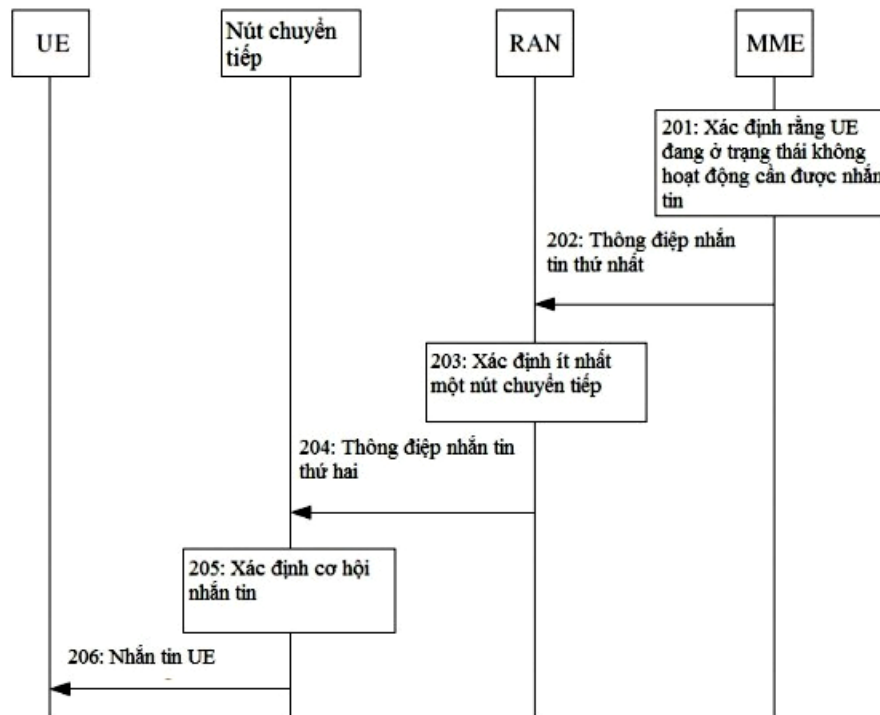 UE
Nút chuyển
tiếp
RAN
MME
201: Xác định rằng UE
đang ở trạng thái không
hoạt động cần được nhắn
tin
202: Thông điệp nhắn
tin thứ nhất
203: Xác định ít nhất
một nút chuyển tiếp
204: Thông điệp nhắn tin
thứ hai
205: Xác định cơ hội
nhắn tin
206: Nhắn tin UE